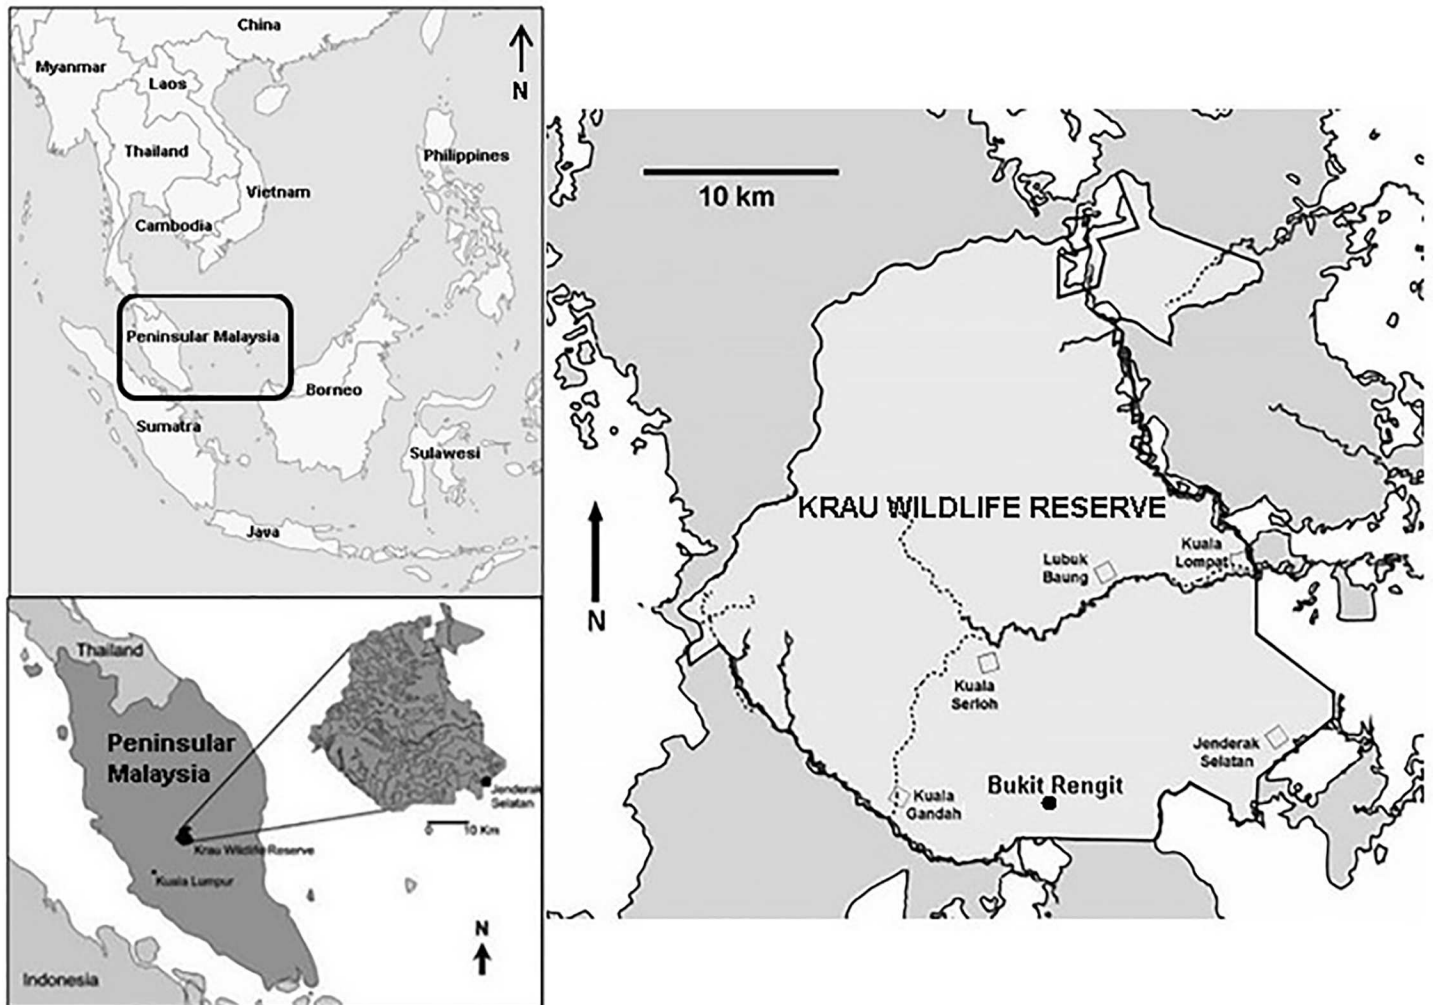 China
N
Myanmar
Laos
Thailand
Philippines
Vietnam
Cambodia
Peninsular Malaysia
Borneo
Sumatra
Sulawesi
Java
Thailand
Peninsular
Malaysia
Jenderak
Selatan
0 10 Km
Krau Wildlife Reserve
Kuala Lumpur
N
Indonesia
10 km
KRAU WILDLIFE RESERVE
N
Lubuk
Baung
Kuala
Lompat
Kuala
Serloh
Jenderak
Selatan
Bukit Rengit
Kuala
Gandah